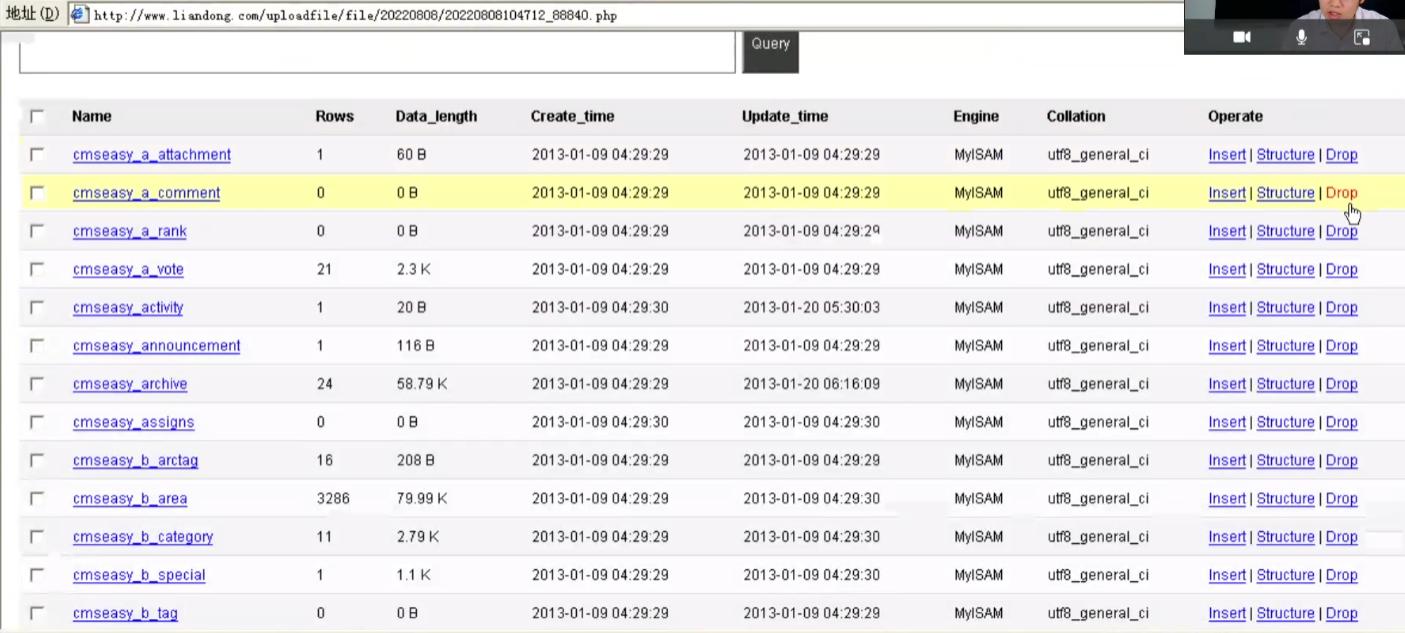 地址(D) http://www.liandong.com/uploadfile/file/20220808/20220808104712_88840.php
Query
Name Rows Data_length Create_time Update_time Engine Collation Operate
cmseasy_a_attachment 1 60 B 2013-01-09 04:29:29 2013-01-09 04:29:29 MyISAM utf8_general_ci Insert | Structure | Drop
cmseasy_a_comment 0 0 B 2013-01-09 04:29:29 2013-01-09 04:29:29 MyISAM utf8_general_ci Insert | Structure | Drop
cmseasy_a_rank 0 0 B 2013-01-09 04:29:29 2013-01-09 04:29:29 MyISAM utf8_general_ci Insert | Structure | Drop
cmseasy_a_vote 21 2.3 K 2013-01-09 04:29:29 2013-01-09 04:29:29 MyISAM utf8_general_ci Insert | Structure | Drop
cmseasy_activity 1 20 B 2013-01-09 04:29:30 2013-01-20 05:30:03 MyISAM utf8_general_ci Insert | Structure | Drop
cmseasy_announcement 1 116 B 2013-01-09 04:29:29 2013-01-09 04:29:29 MyISAM utf8_general_ci Insert | Structure | Drop
cmseasy_archive 24 58.79 K 2013-01-09 04:29:29 2013-01-20 06:16:09 MyISAM utf8_general_ci Insert | Structure | Drop
cmseasy_assigns 0 0 B 2013-01-09 04:29:30 2013-01-09 04:29:30 MyISAM utf8_general_ci Insert | Structure | Drop
cmseasy_b_arctag 16 208 B 2013-01-09 04:29:29 2013-01-09 04:29:29 MyISAM utf8_general_ci Insert | Structure | Drop
cmseasy_b_area 3286 79.99 K 2013-01-09 04:29:29 2013-01-09 04:29:30 MyISAM utf8_general_ci Insert | Structure | Drop
cmseasy_b_category 11 2.79 K 2013-01-09 04:29:29 2013-01-09 04:29:30 MyISAM utf8_general_ci Insert | Structure | Drop
cmseasy_b_special 1 1.1 K 2013-01-09 04:29:29 2013-01-09 04:29:30 MyISAM utf8_general_ci Insert | Structure | Drop
cmseasy_b_tag 0 0 B 2013-01-09 04:29:29 2013-01-09 04:29:29 MyISAM utf8_general_ci Insert | Structure | Drop